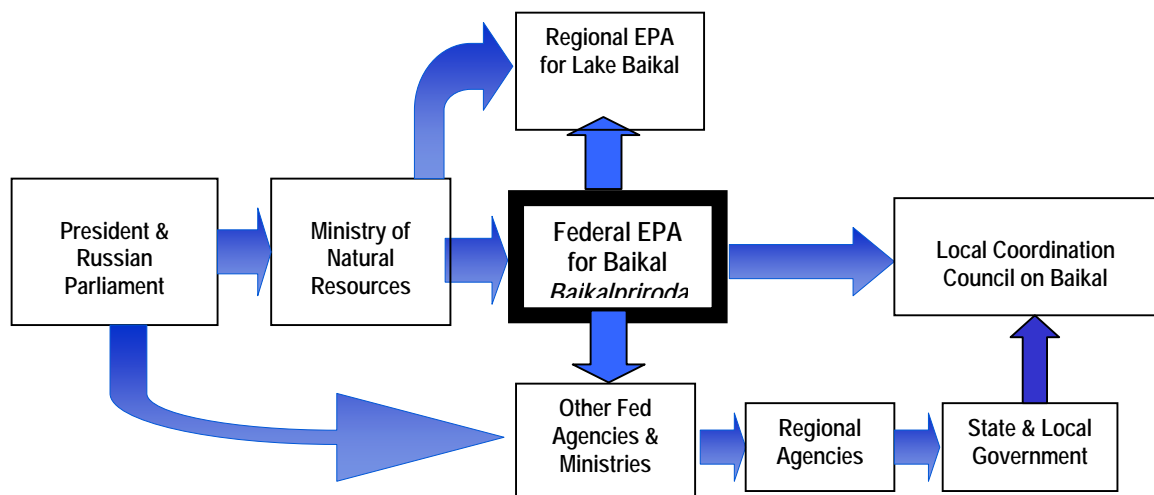 Regional EPA
for Lake Baikal
President &
Russian
Parliament
Ministry of
Natural
Resources
Federal EPA
for Baikal
Baikalpriroda
Local Coordination
Council on Baikal
Other Fed
Agencies &
Ministries
Regional
Agencies
State & Local
Government